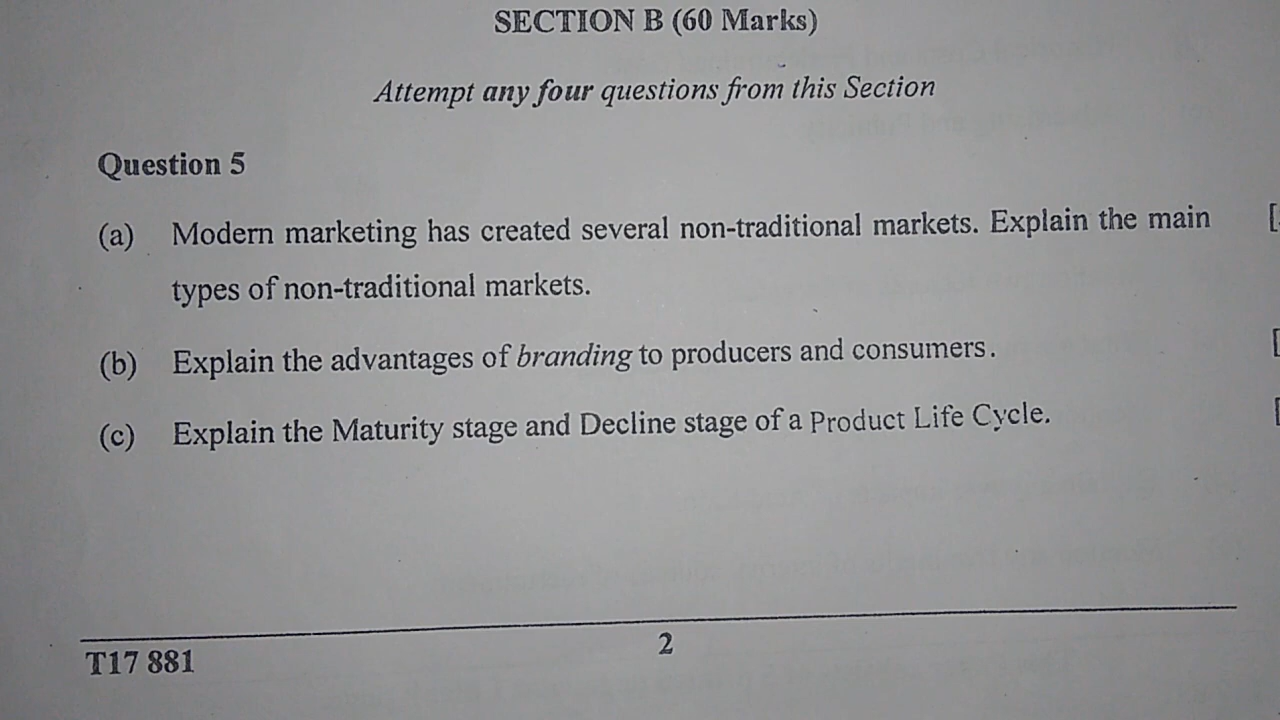 SECTION B (60 Marks)
Attempt any four questions from this Section
Question 5
(a) Modern marketing has created several non-traditional markets. Explain the main [
types of non-traditional markets.
(b) Explain the advantages of branding to producers and consumers. [
(c) Explain the Maturity stage and Decline stage of a Product Life Cycle. [
2
T17 881